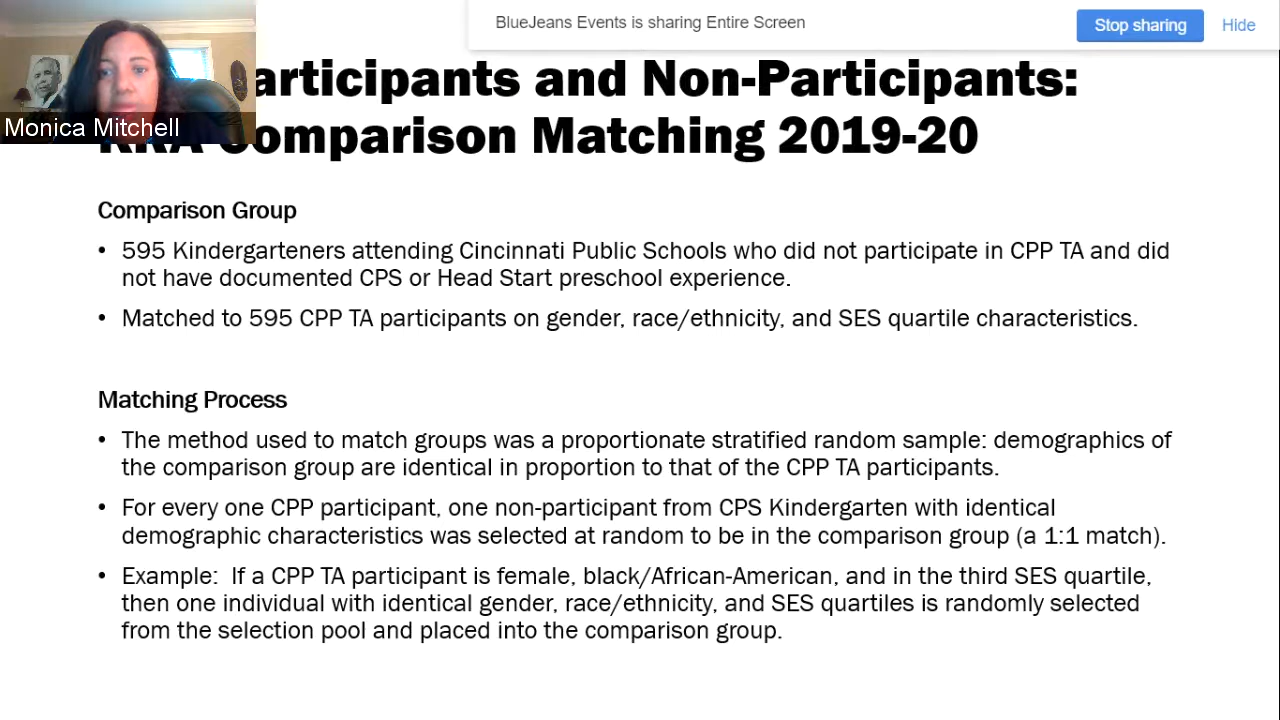 BlueJeans Events is sharing Entire Screen
Stop sharing
Hide
articipants and Non-Participants:
Comparison Matching 2019-20
Monica Mitchell
Comparison Group
• 595 Kindergarteners attending Cincinnati Public Schools who did not participate in CPP TA and did
not have documented CPS or Head Start preschool experience.
• Matched to 595 CPP TA participants on gender, race/ethnicity, and SES quartile characteristics.
Matching Process
• The method used to match groups was a proportionate stratified random sample: demographics of
the comparison group are identical in proportion to that of the CPP TA participants.
• For every one CPP participant, one non-participant from CPS Kindergarten with identical
demographic characteristics was selected at random to be in the comparison group (a 1:1 match).
• Example:  If a CPP TA participant is female, black/African-American, and in the third SES quartile,
then one individual with identical gender, race/ethnicity, and SES quartiles is randomly selected
from the selection pool and placed into the comparison group.